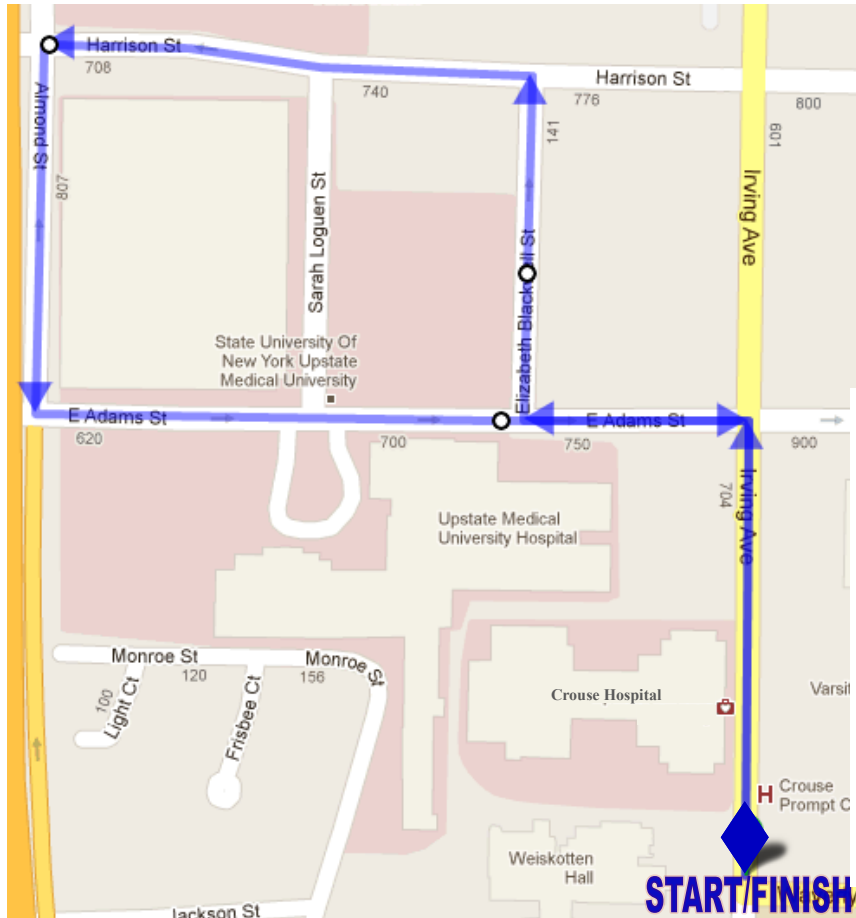 Harrison St
708
740
Harrison St
776
800
Almond St
807
141
601
Irving Ave
Sarah Loguen St
State University Of
New York Upstate
Medical University
E Adams St
620
700
E Adams St
750
900
704
Irving Ave
Upstate Medical
University Hospital
Monroe St
120
Monroe St
156
100
Light Ct
Frisbee Ct
Crouse Hospital
Varsit
H
Crouse
Prompt C
Weiskotten
Hall
Jackson St
START/FINISH
Elizabeth
St